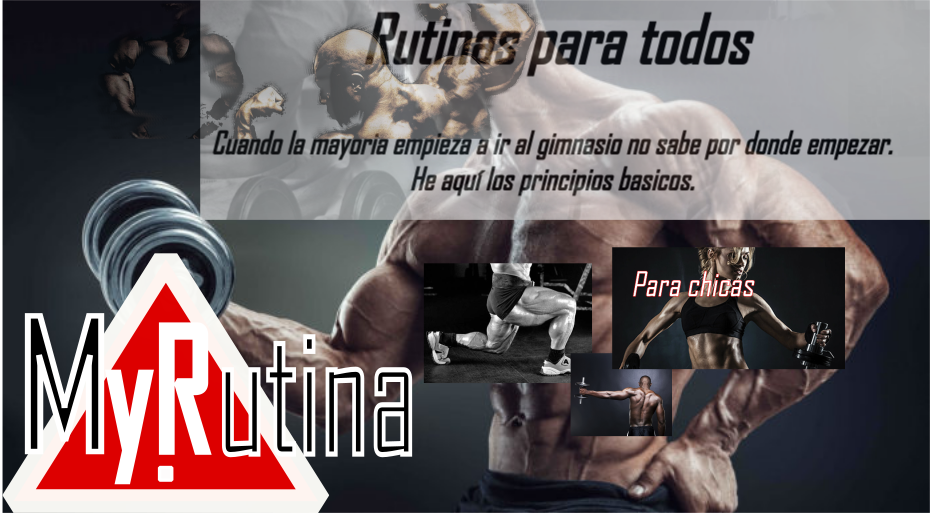 Rutinas para todos
Cuando la mayoria empieza a ir al gimnasio no sabe por donde empezar.
He aquí los principios basicos.
Para chicas
MyRutina